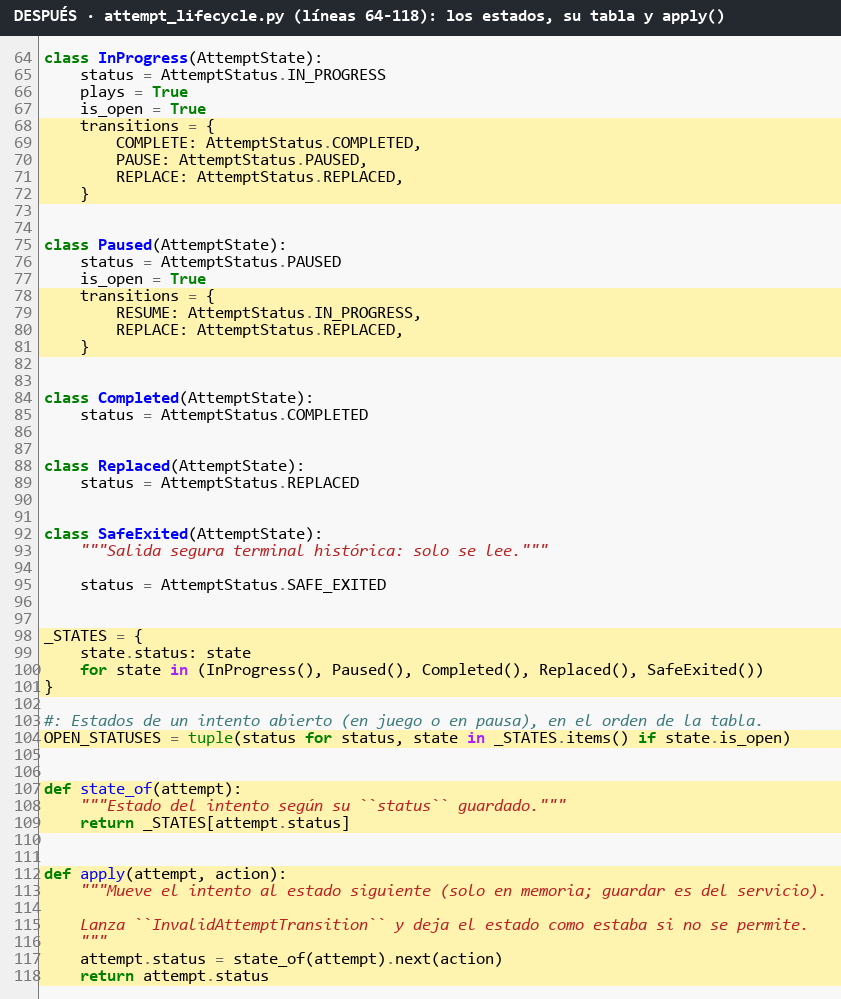 DESPUÉS · attempt_lifecycle.py (líneas 64-118): los estados, su tabla y apply()
64 class InProgress(AttemptState):
65     status = AttemptStatus.IN_PROGRESS
66     plays = True
67     is_open = True
68     transitions = {
69         COMPLETE: AttemptStatus.COMPLETED,
70         PAUSE: AttemptStatus.PAUSED,
71         REPLACE: AttemptStatus.REPLACED,
72     }
73
74
75 class Paused(AttemptState):
76     status = AttemptStatus.PAUSED
77     is_open = True
78     transitions = {
79         RESUME: AttemptStatus.IN_PROGRESS,
80         REPLACE: AttemptStatus.REPLACED,
81     }
82
83
84 class Completed(AttemptState):
85     status = AttemptStatus.COMPLETED
86
87
88 class Replaced(AttemptState):
89     status = AttemptStatus.REPLACED
90
91
92 class SafeExited(AttemptState):
93     """Salida segura terminal histórica: solo se lee."""
94
95     status = AttemptStatus.SAFE_EXITED
96
97
98 _STATES = {
99     state.status: state
100     for state in (InProgress(), Paused(), Completed(), Replaced(), SafeExited())
101 }
102
103 #: Estados de un intento abierto (en juego o en pausa), en el orden de la tabla.
104 OPEN_STATUSES = tuple(status for status, state in _STATES.items() if state.is_open)
105
106
107 def state_of(attempt):
108     """Estado del intento según su ``status`` guardado."""
109     return _STATES[attempt.status]
110
111
112 def apply(attempt, action):
113     """Mueve el intento al estado siguiente (solo en memoria; guardar es del servicio).
114
115     Lanza ``InvalidAttemptTransition`` y deja el estado como estaba si no se permite.
116     """
117     attempt.status = state_of(attempt).next(action)
118     return attempt.status